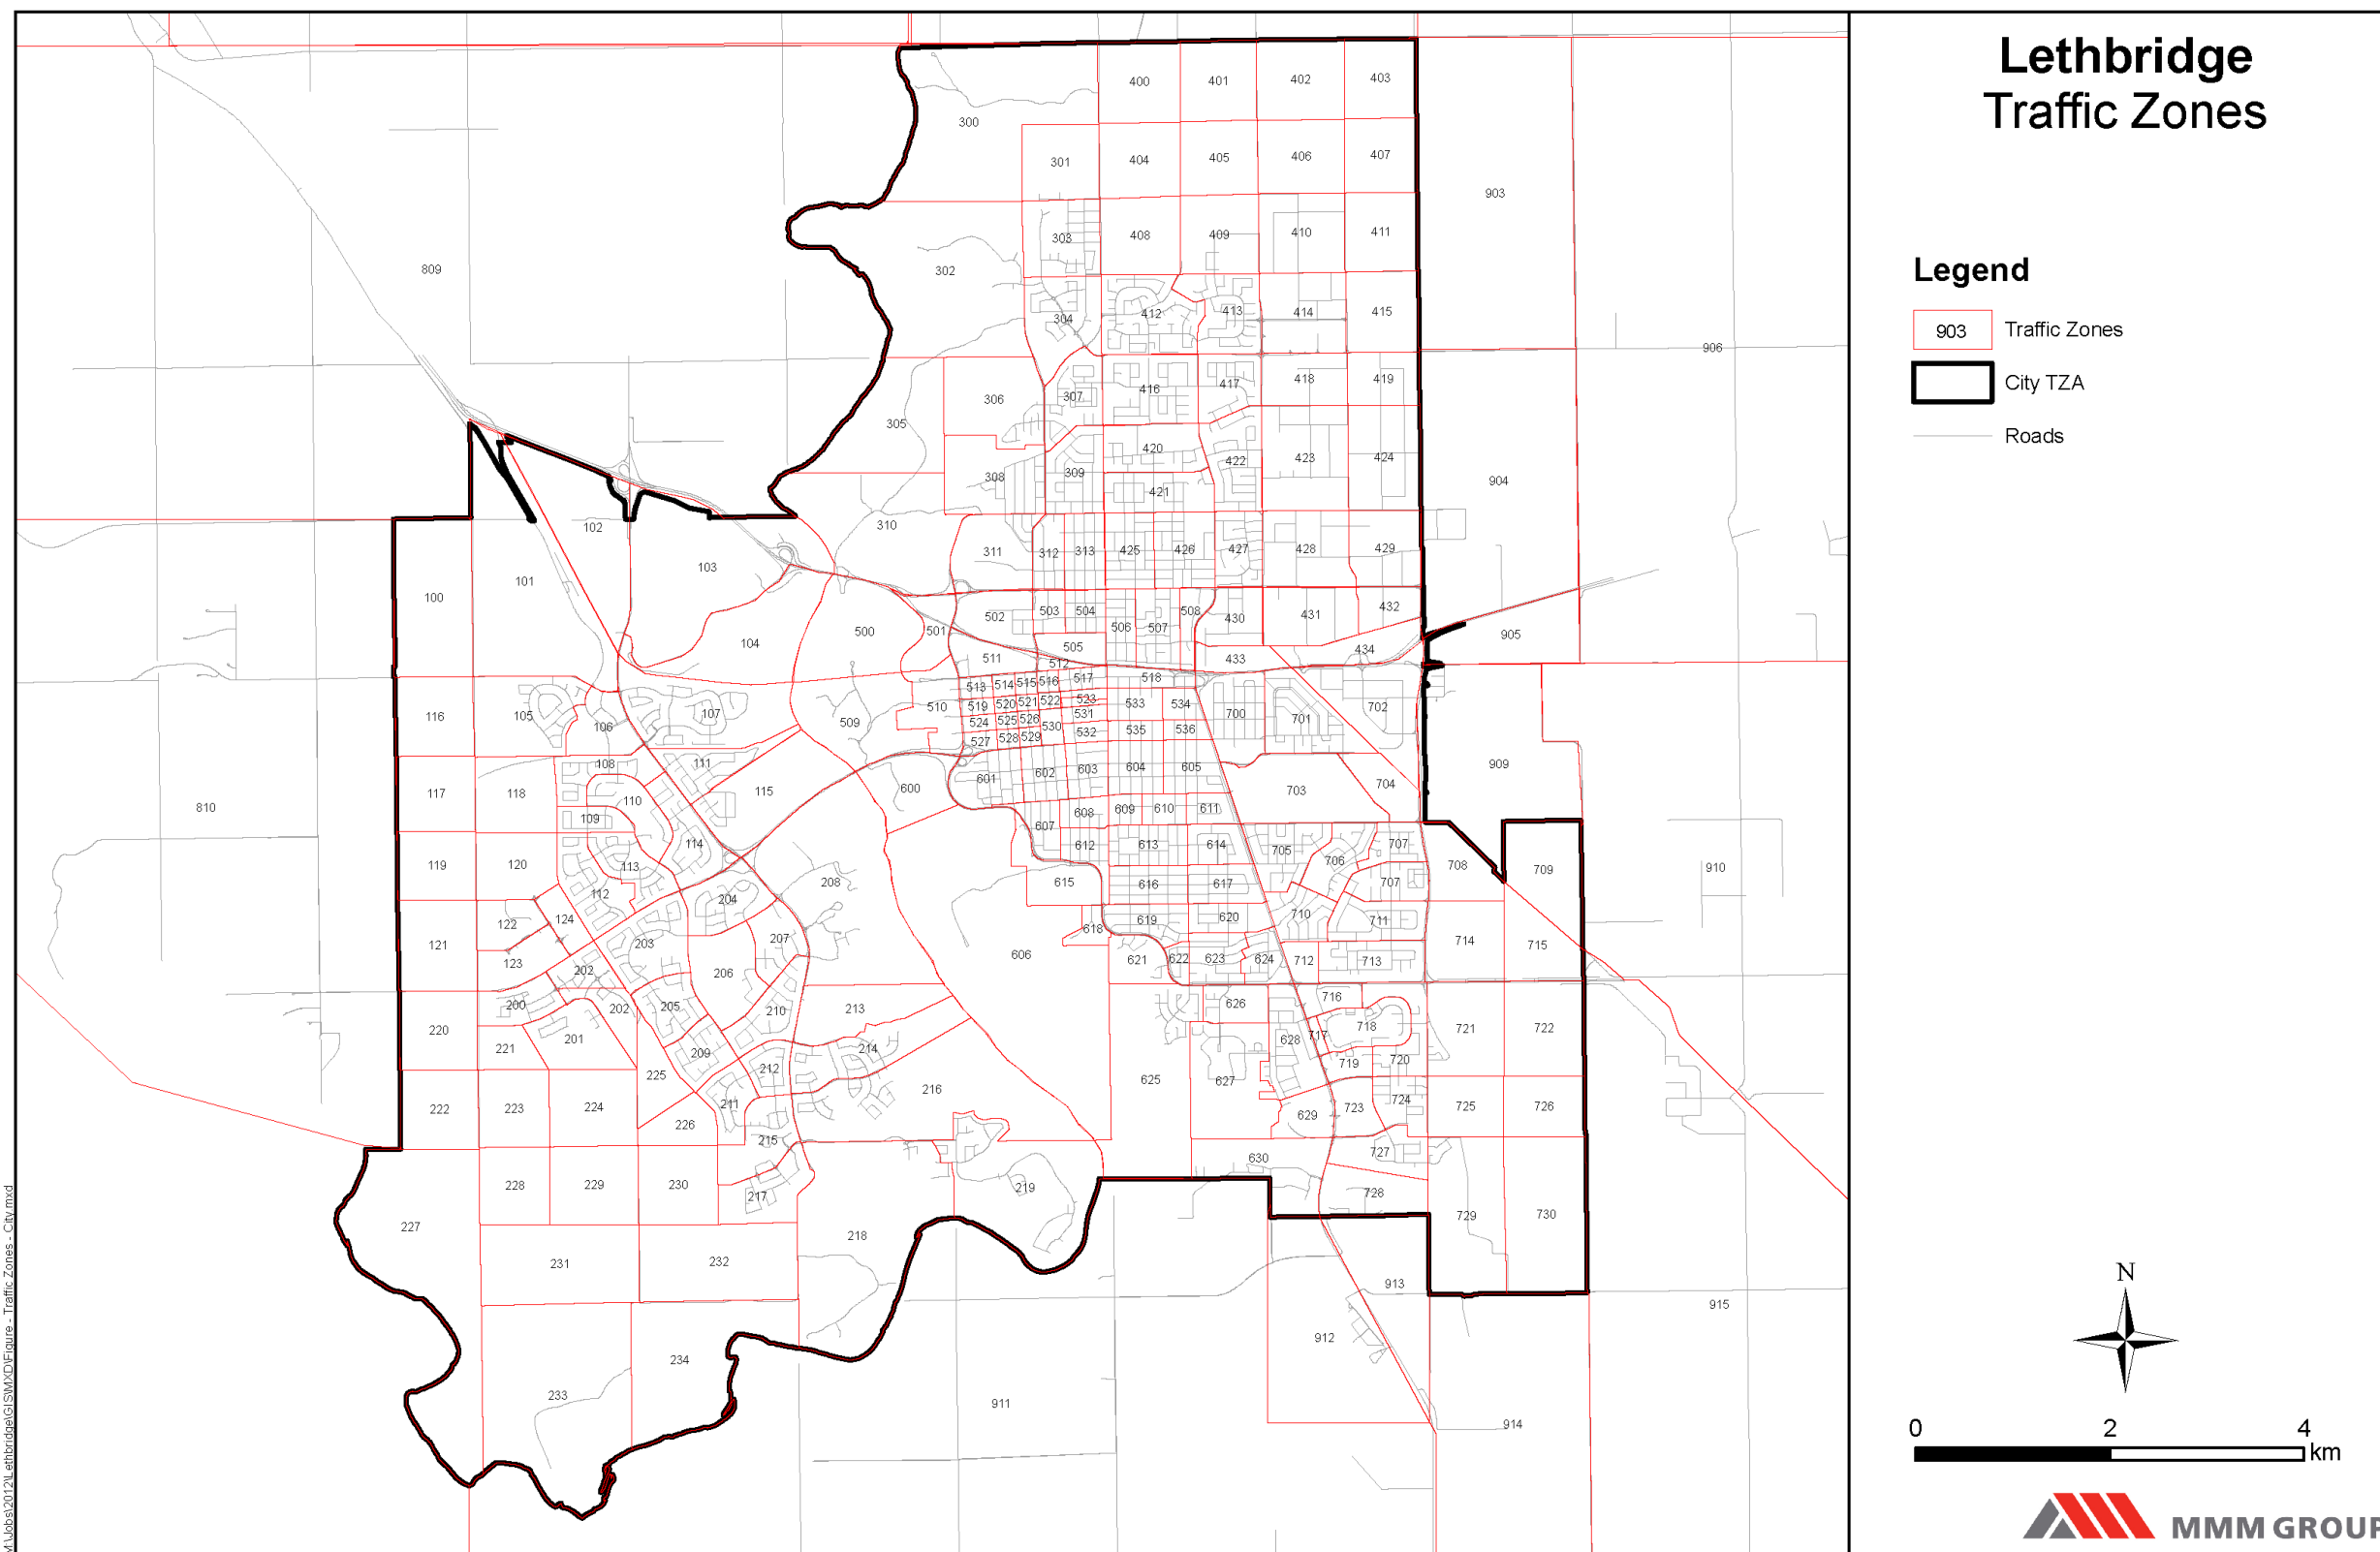 Lethbridge
Traffic Zones
Legend
903 Traffic Zones
City TZA
Roads
400 401 402 403
300
301 404 405 406 407
903
303 408 409 410 411
809 302
304 412 413 414 415
906
306 307 416 417 418 419
305
308 309 420 422 423 424
421
904
102 310
311 312 313 425 426 427 428 429
100 101 103
502 503 504 506 507 508 430 431 432
104 500 501
505 433 434 905
511 512
513 514 515 516 517 518
510 519 520 521 522 523 533 534 700 701 702
524 525 526 530 531
527 528 529 532 535 536
116 105 106 107 509
108 111 601 602 603 604 605 909
810 117 118 110 115 600 703 704
109 607 608 609 610 611
119 120 113 114 612 613 614 705 706 707 708 709 910
112 208 615 616 617 707
122 124 204 618 619 620 710 711
121 203 207 714 715
123 202 206 606 621 622 623 624 712 713
200 202 205 210 213 626 716
220 201 628 717 718 721 722
221 209 214 719 720
225 212 216 625 627
222 223 224 211 629 723 724 725 726
226 215 727
228 229 230 217 219 630 728
227 218 729 730
231 232 913 915
234 912
233 911 914
N
0 2 4
km
MMM GROUP
M:\Jobs\2012\Lethbridge\GIS\MXD\Figure - Traffic Zones - City.mxd